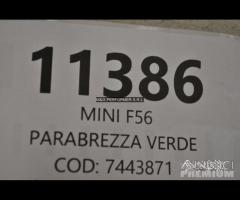 11386
MINI F56
PARABREZZA VERDE
COD: 7443871
ANNUNCI
PREMIUM